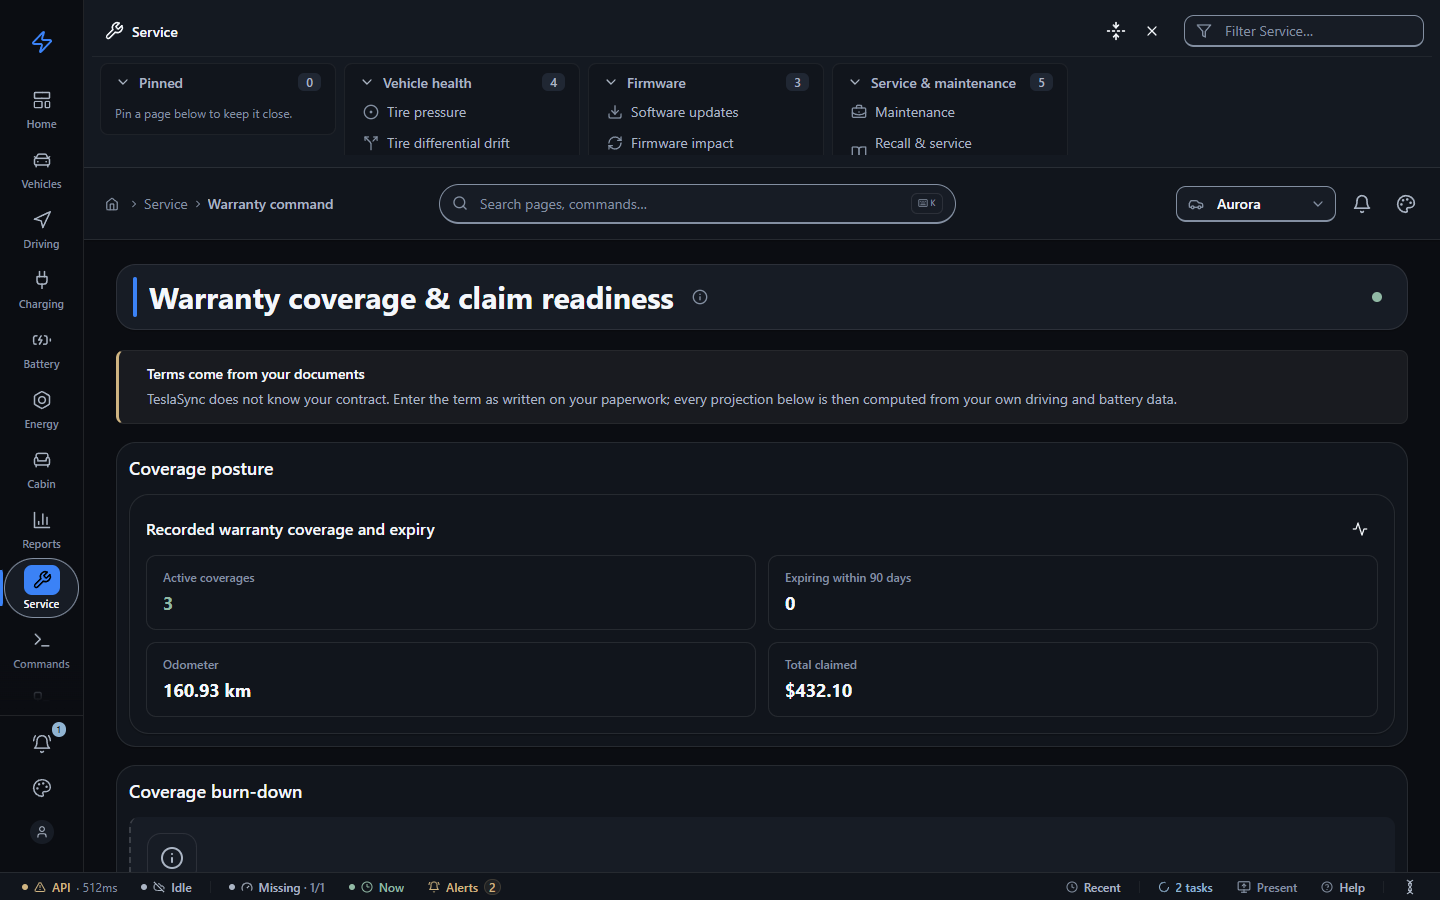 Service
Filter Service...
Pinned
0
Pin a page below to keep it close.
Vehicle health
4
Tire pressure
Tire differential drift
Firmware
3
Software updates
Firmware impact
Service & maintenance
5
Maintenance
Recall & service
Home
Vehicles
Driving
Charging
Battery
Energy
Cabin
Reports
Service
Commands
1
Service
Warranty command
Search pages, commands...
K
Aurora
Warranty coverage & claim readiness
Terms come from your documents
TeslaSync does not know your contract. Enter the term as written on your paperwork; every projection below is then computed from your own driving and battery data.
Coverage posture
Recorded warranty coverage and expiry
Active coverages
3
Expiring within 90 days
0
Odometer
160.93 km
Total claimed
$432.10
Coverage burn-down
API · 512ms
Idle
Missing · 1/1
Now
Alerts 2
Recent
2 tasks
Present
Help